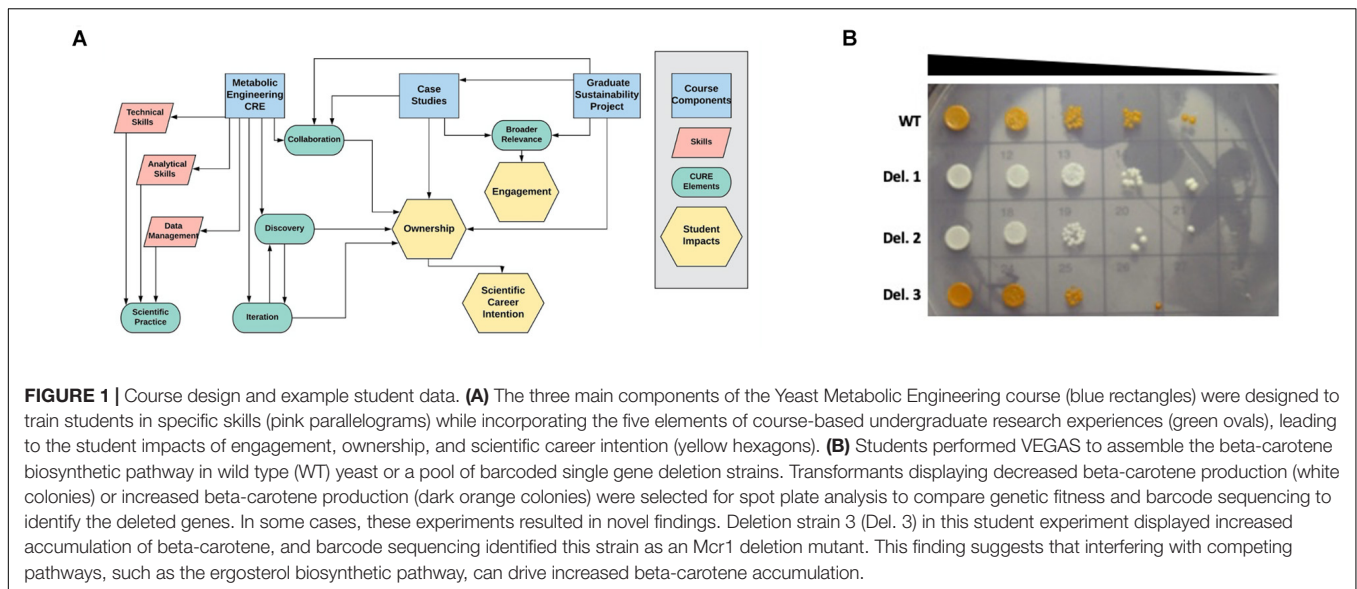 A
B
Metabolic
Engineering
CRE
Case
Studies
Graduate
Sustainability
Project
Technical
Skills
Collaboration
Broader
Relevance
Analytical
Skills
Engagement
Data
Management
Discovery
Ownership
Scientific
Practice
Iteration
Scientific
Career
Intention
Course
Components
Skills
CURE
Elements
Student
Impacts
WT
Del. 1
12
13
Del. 2
19
20
21
Del. 3
25
26
FIGURE 1 | Course design and example student data. (A) The three main components of the Yeast Metabolic Engineering course (blue rectangles) were designed to
train students in specific skills (pink parallelograms) while incorporating the five elements of course-based undergraduate research experiences (green ovals), leading
to the student impacts of engagement, ownership, and scientific career intention (yellow hexagons). (B) Students performed VEGAS to assemble the beta-carotene
biosynthetic pathway in wild type (WT) yeast or a pool of barcoded single gene deletion strains. Transformants displaying decreased beta-carotene production (white
colonies) or increased beta-carotene production (dark orange colonies) were selected for spot plate analysis to compare genetic fitness and barcode sequencing to
identify the deleted genes. In some cases, these experiments resulted in novel findings. Deletion strain 3 (Del. 3) in this student experiment displayed increased
accumulation of beta-carotene, and barcode sequencing identified this strain as an Mcr1 deletion mutant. This finding suggests that interfering with competing
pathways, such as the ergosterol biosynthetic pathway, can drive increased beta-carotene accumulation.